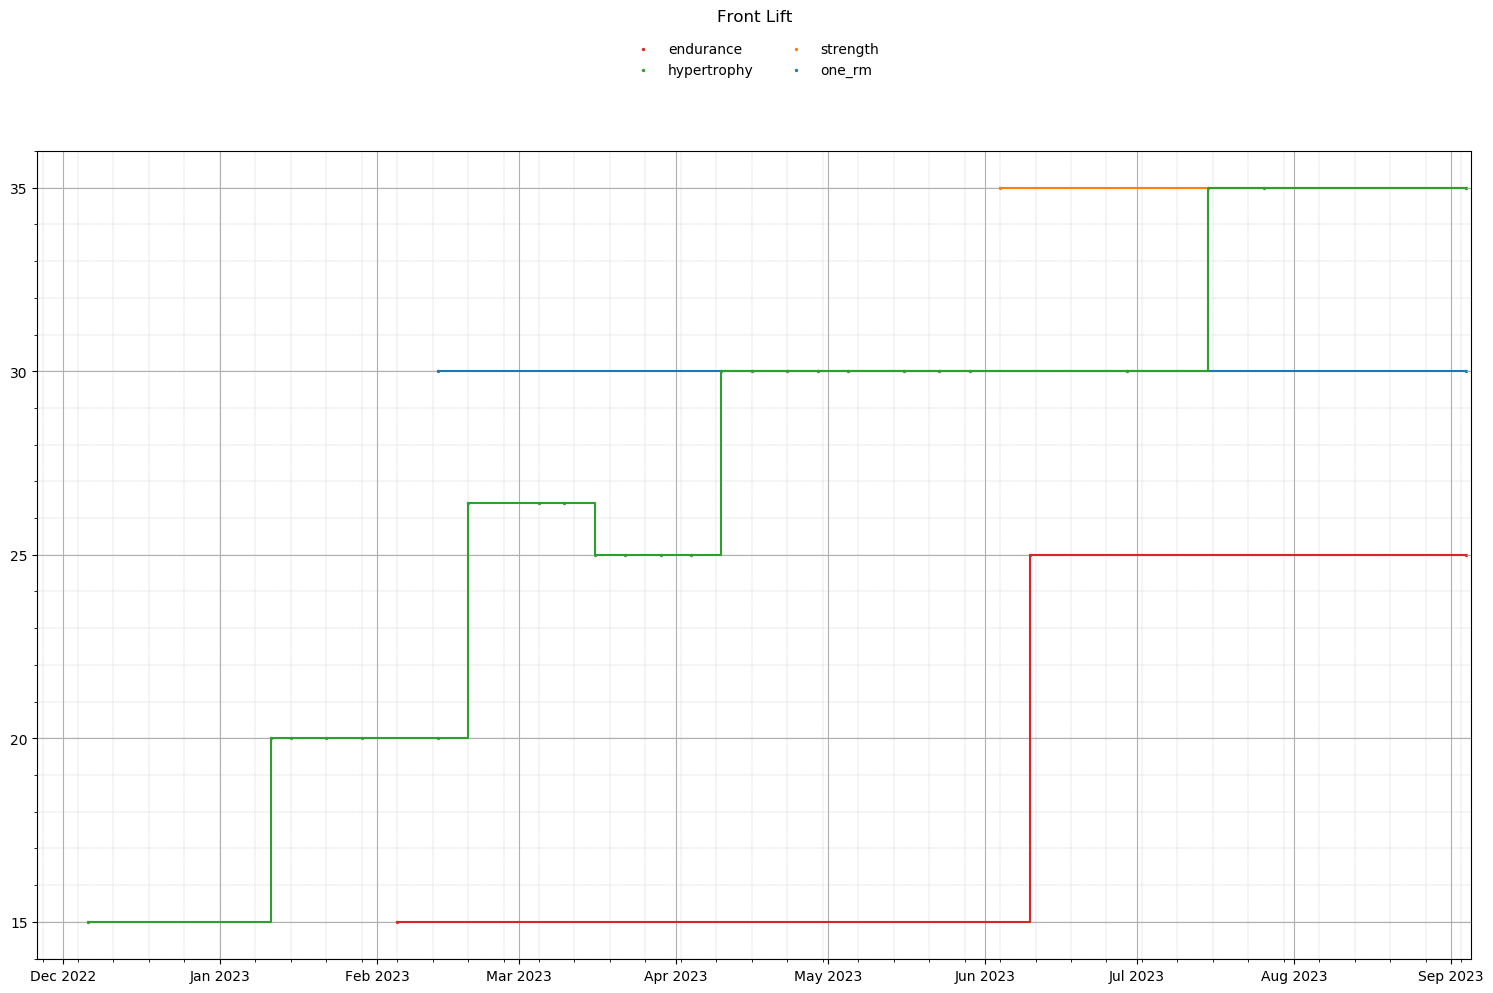 Front Lift
endurance strength
hypertrophy one_rm
35
30
25
20
15
Dec 2022 Jan 2023 Feb 2023 Mar 2023 Apr 2023 May 2023 Jun 2023 Jul 2023 Aug 2023 Sep 2023